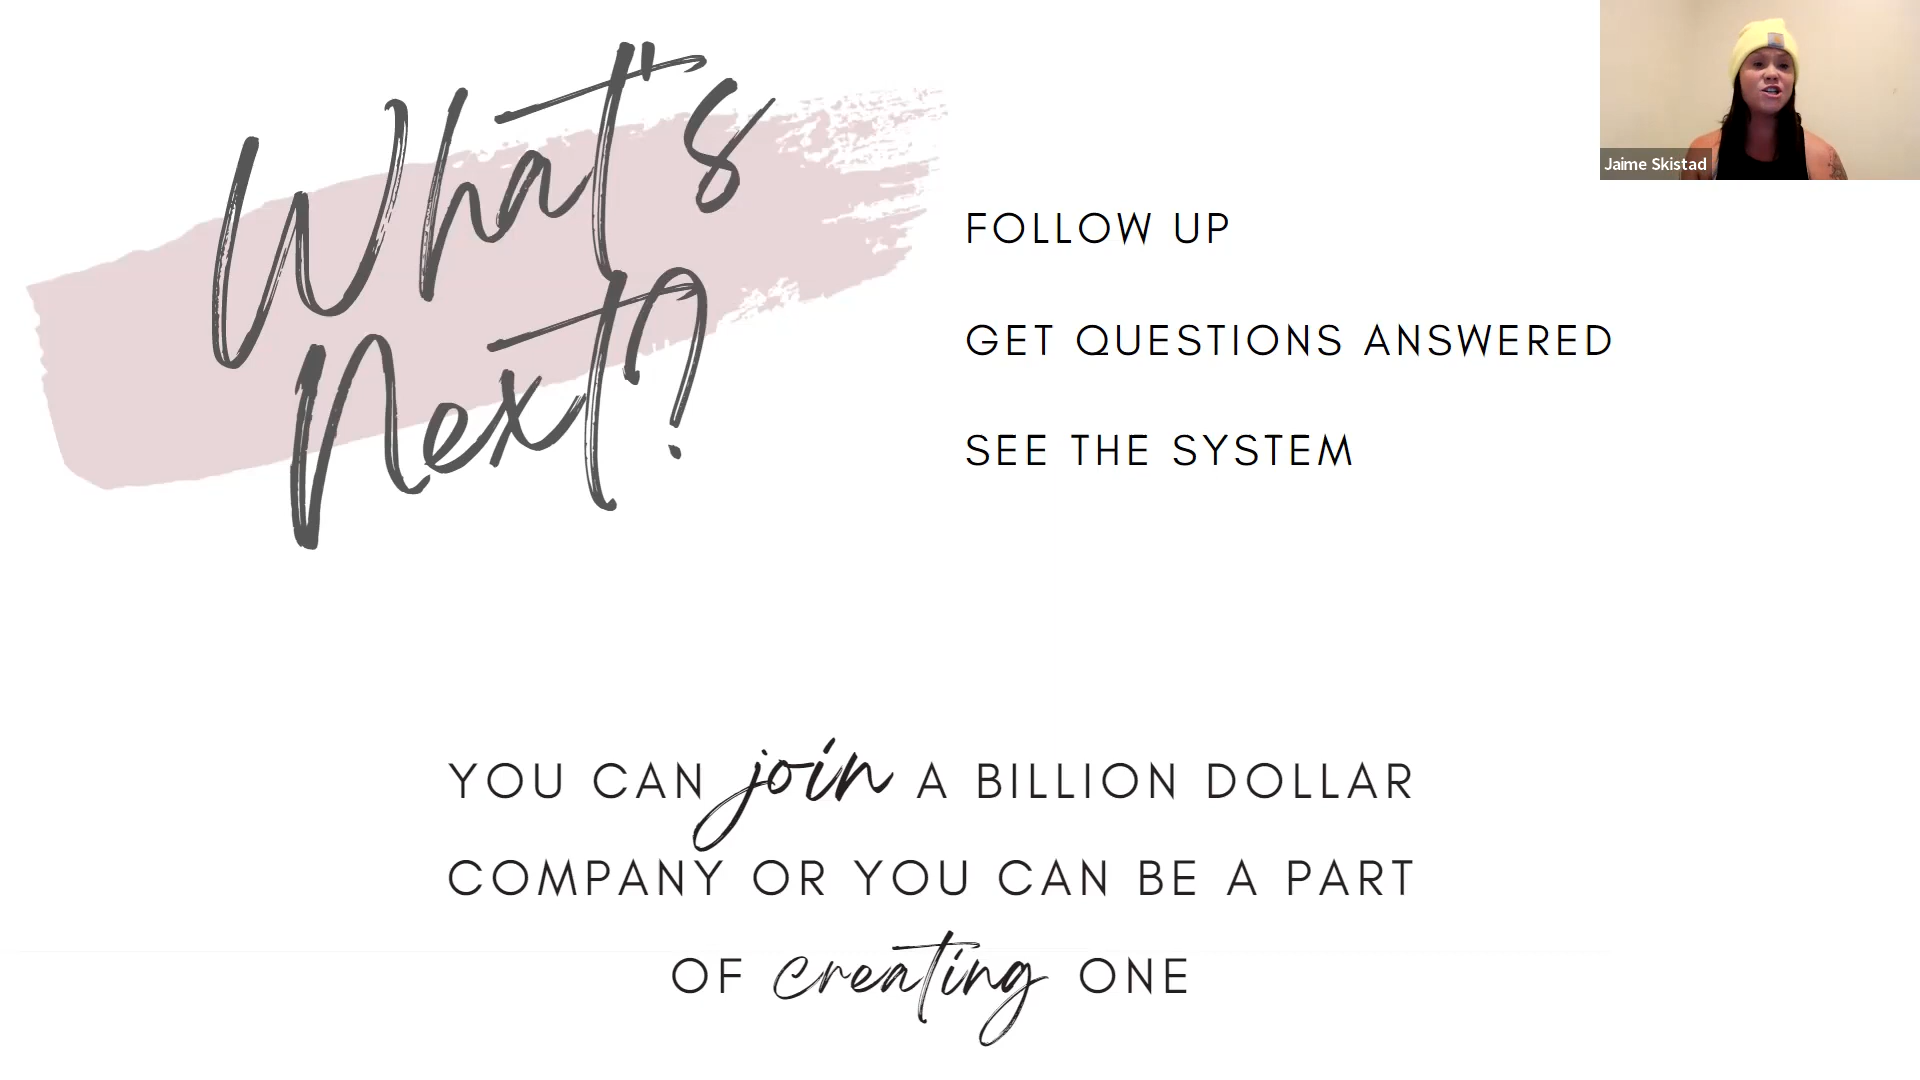 What's
Next?
FOLLOW UP
GET QUESTIONS ANSWERED
SEE THE SYSTEM
Jaime Skistad
YOU CAN join A BILLION DOLLAR
COMPANY OR YOU CAN BE A PART
OF creating ONE